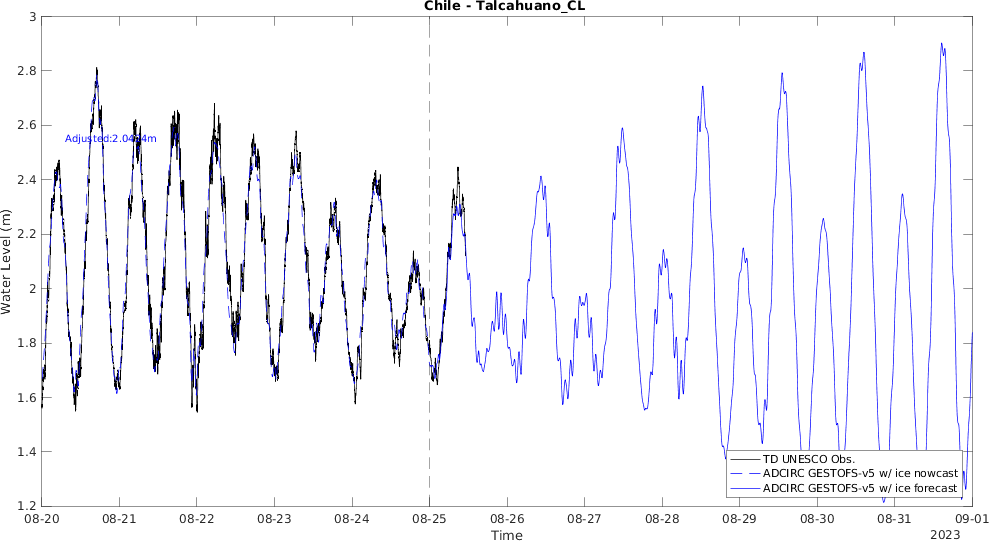 Chile - Talcahuano_CL
3
2.8
2.6
2.4
2.2
2
1.8
1.6
1.4
1.2
Water Level (m)
TD UNESCO Obs.
ADCIRC GESTOFS-v5 w/ ice nowcast
ADCIRC GESTOFS-v5 w/ ice forecast
08-20 08-21 08-22 08-23 08-24 08-25 08-26 08-27 08-28 08-29 08-30 08-31 09-01
Time
2023